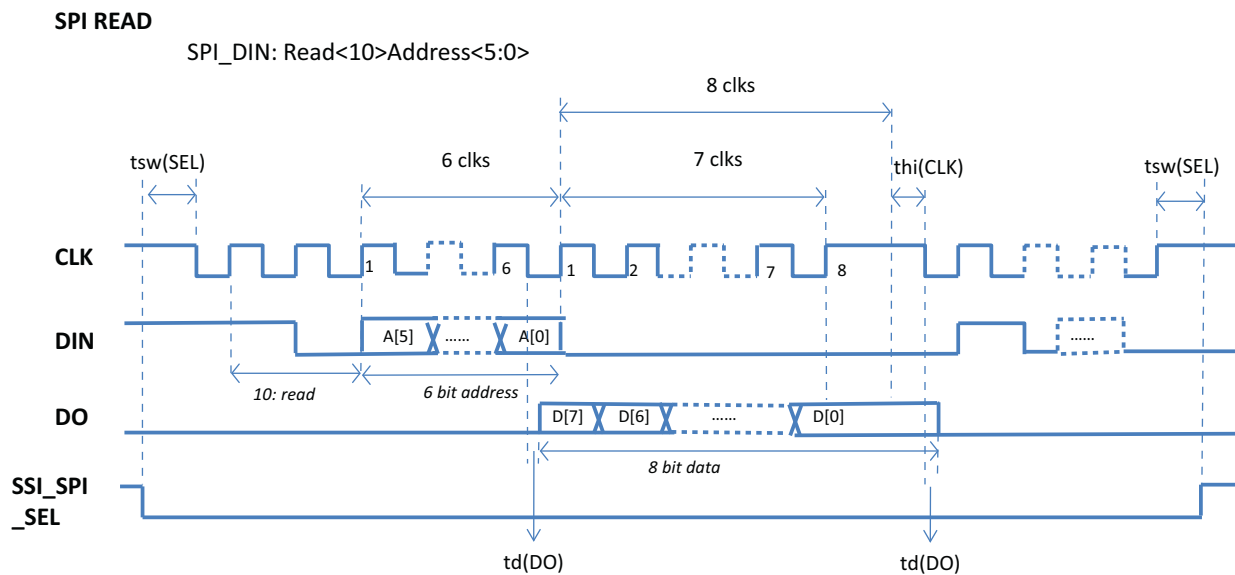 SPI READ
SPI_DIN: Read<10>Address<5:0>
8 clks
tsw(SEL)
6 clks
7 clks
thi(CLK)
tsw(SEL)
CLK
1
6
1
2
7
8
DIN
A[5]
......
A[0]
......
10: read
6 bit address
DO
D[7]
D[6]
......
D[0]
8 bit data
SSI_SPI
_SEL
td(DO)
td(DO)